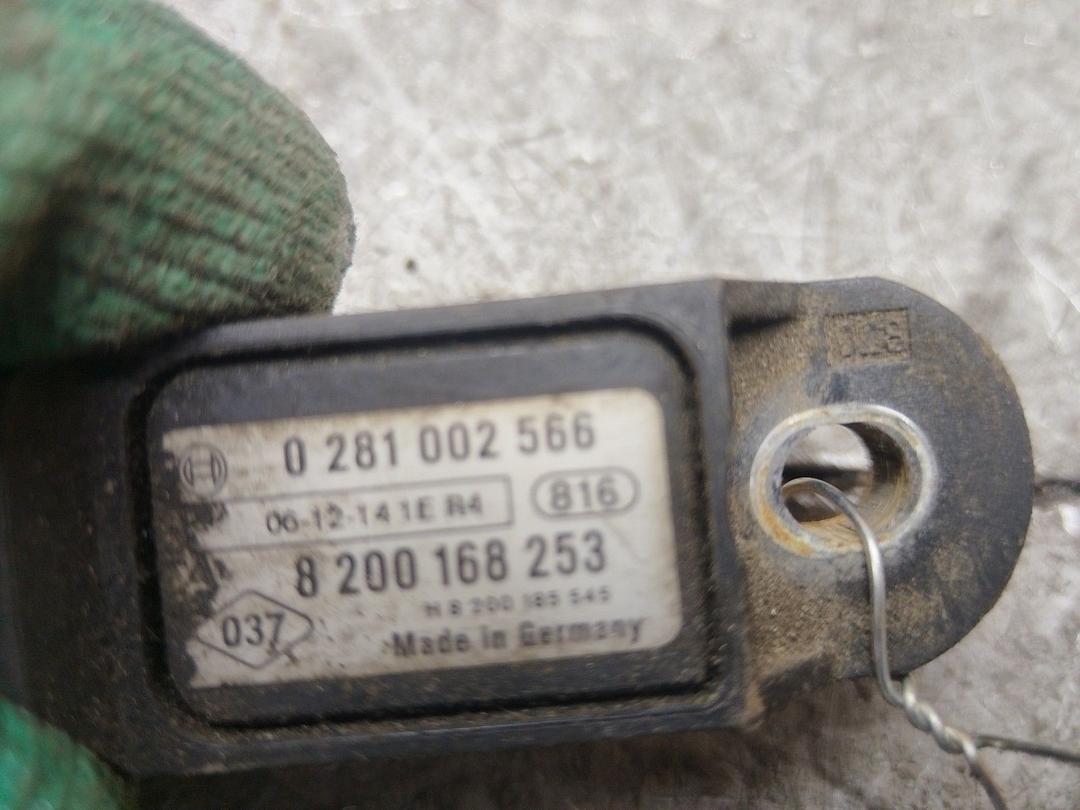 0 281 002 566
06-12-14 1E R4
816
8 200 168 253
H 8 200 185 545
037
Made in Germany